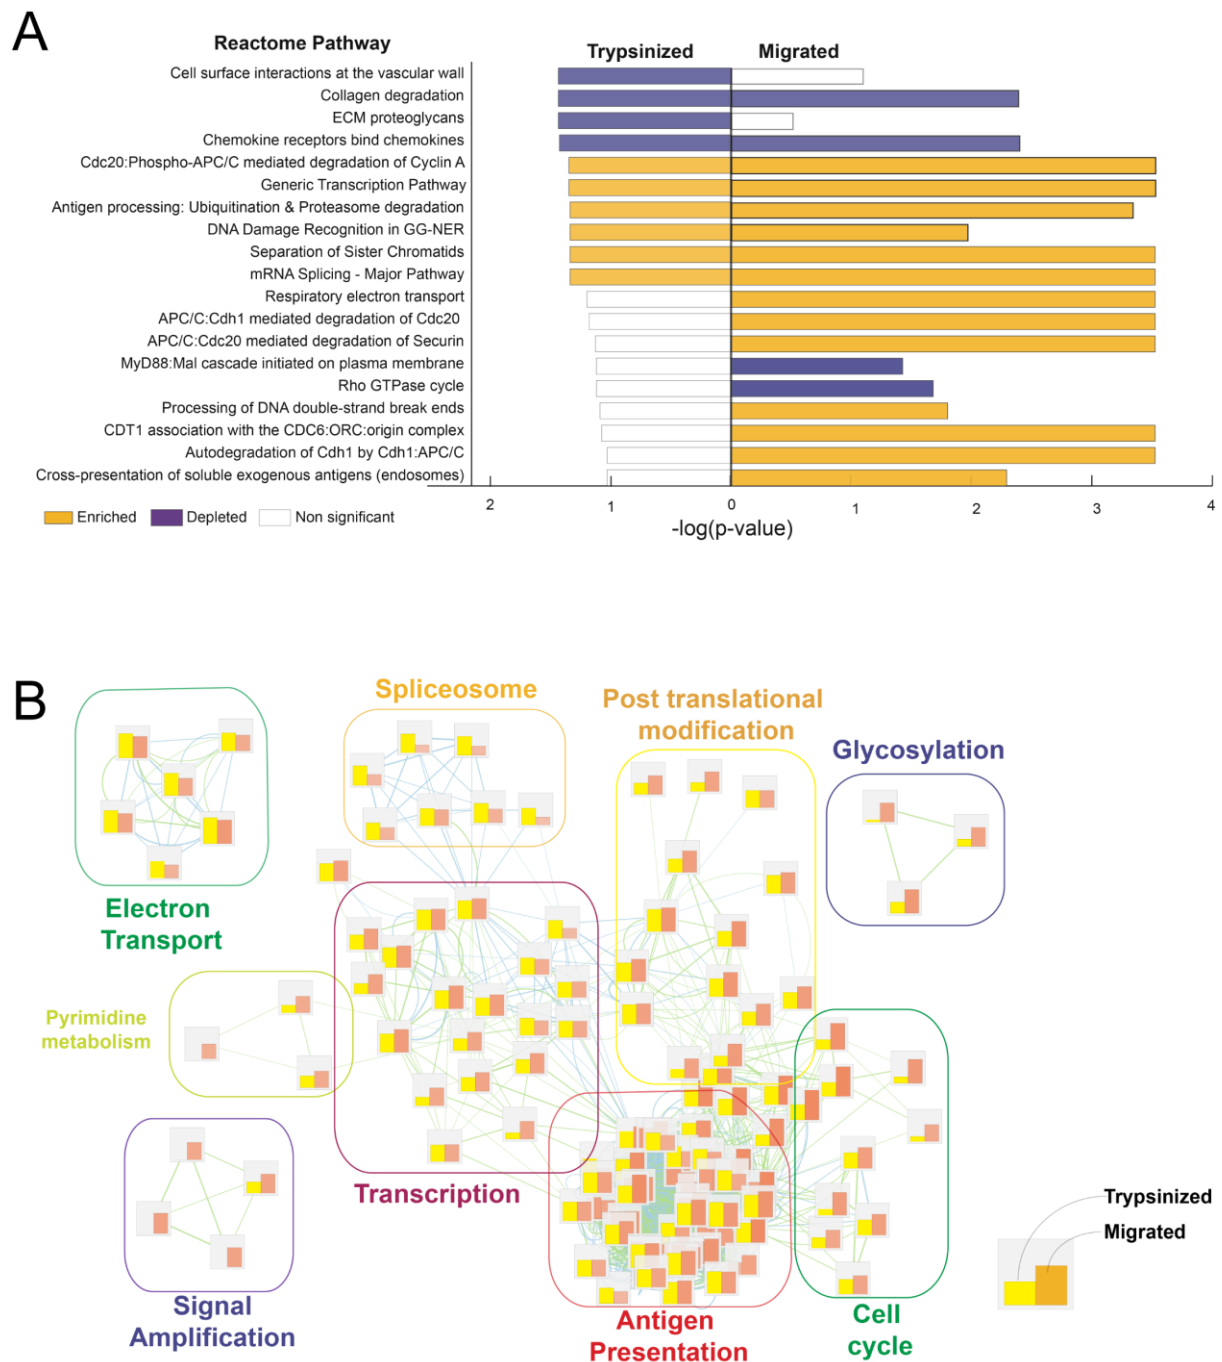 A
Reactome Pathway
Trypsinized Migrated
Cell surface interactions at the vascular wall
Collagen degradation
ECM proteoglycans
Chemokine receptors bind chemokines
Cdc20:Phospho-APC/C mediated degradation of Cyclin A
Generic Transcription Pathway
Antigen processing: Ubiquitination & Proteasome degradation
DNA Damage Recognition in GG-NER
Separation of Sister Chromatids
mRNA Splicing - Major Pathway
Respiratory electron transport
APC/C:Cdh1 mediated degradation of Cdc20
APC/C:Cdc20 mediated degradation of Securin
MyD88:Mal cascade initiated on plasma membrane
Rho GTPase cycle
Processing of DNA double-strand break ends
CDT1 association with the CDC6:ORC:origin complex
Autodegradation of Cdh1 by Cdh1:APC/C
Cross-presentation of soluble exogenous antigens (endosomes)
2 1 0 1 2 3 4
Enriched Depleted Non significant
-log(p-value)
B
Spliceosome
Post translational
modification
Glycosylation
Electron
Transport
Pyrimidine
metabolism
Transcription
Signal
Amplification
Antigen
Presentation
Cell
cycle
Trypsinized
Migrated